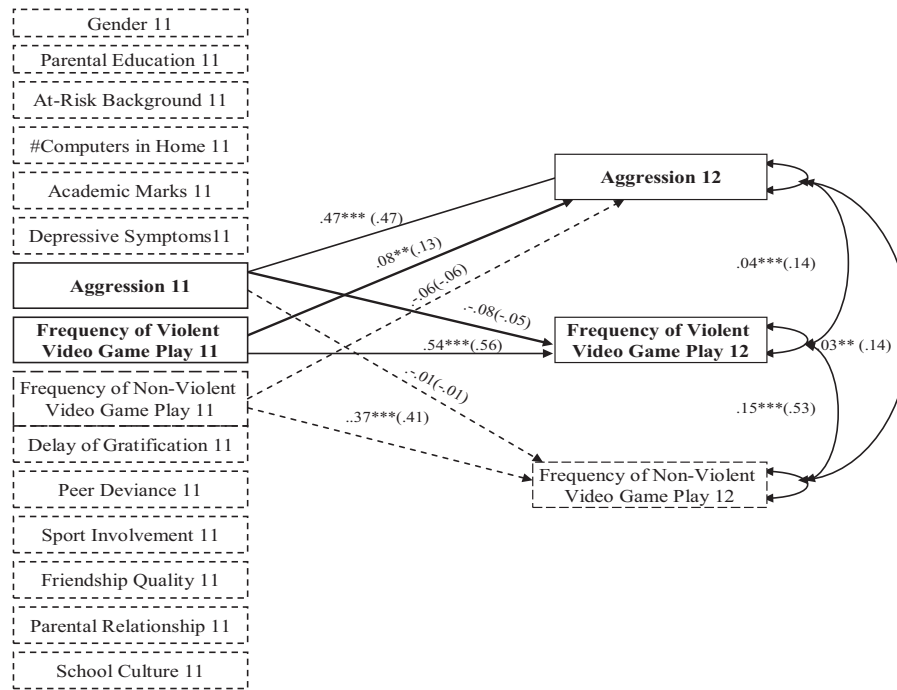 Gender 11
Parental Education 11
At-Risk Background 11
#Computers in Home 11
Academic Marks 11
Depressive Symptoms11
Aggression 11
Frequency of Violent
Video Game Play 11
Frequency of Non-Violent
Video Game Play 11
Delay of Gratification 11
Peer Deviance 11
Sport Involvement 11
Friendship Quality 11
Parental Relationship 11
School Culture 11
.47*** (.47)
.08**(.13)
-.06(-.06)
.-.08(-.05)
.54***(.56)
.-.01(-.01)
..37***(.41)
Aggression 12
Frequency of Violent
Video Game Play 12
Frequency of Non-Violent
Video Game Play 12
.04***(.14)
.03** (.14)
.15***(.53)